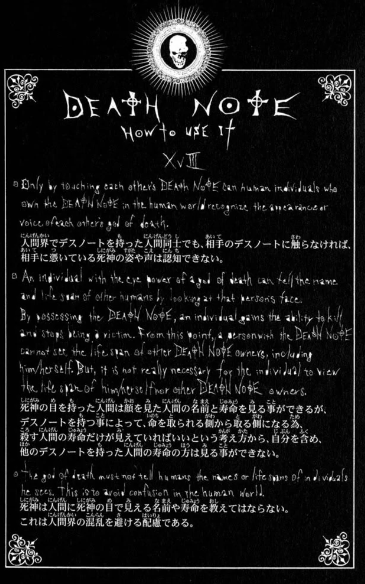 DEATH NOTE
How to use it
XVIII
Only by touching each other's DEATH NOTE can human individuals who
own the DEATH NOTE in the human world recognize the appearance or
voice of each other's god of death.
人間界でデスノートを持った人間同士でも、相手のデスノートに触らなければ、
相手に憑いている死神の姿や声は認知できない。
An individual with the eye power of a god of death can tell the name
and life span of other humans by looking at that person's face.
By possessing the DEATH NOTE, an individual gains the ability to kill
and stops being a victim. From this point, a person with the DEATH NOTE
cannot see the life span of other DEATH NOTE owners, including
him/herself. But, it is not really necessary for the individual to view
the life span of him/herself nor other DEATH NOTE owners.
死神の目を持った人間は顔を見た人間の名前と寿命を見る事ができるが、
デスノートを持つ事によって、命を取られる側から取る側になる為、
殺す人間の寿命だけが見えていればいいという考え方から、自分を含め、
他のデスノートを持った人間の寿命の方は見る事ができない。
The god of death must not tell humans the names or life spans of individuals
he sees. This is to avoid confusion in the human world.
死神は人間に死神の目で見える名前や寿命を教えてはならない。
これは人間界の混乱を避ける配慮である。